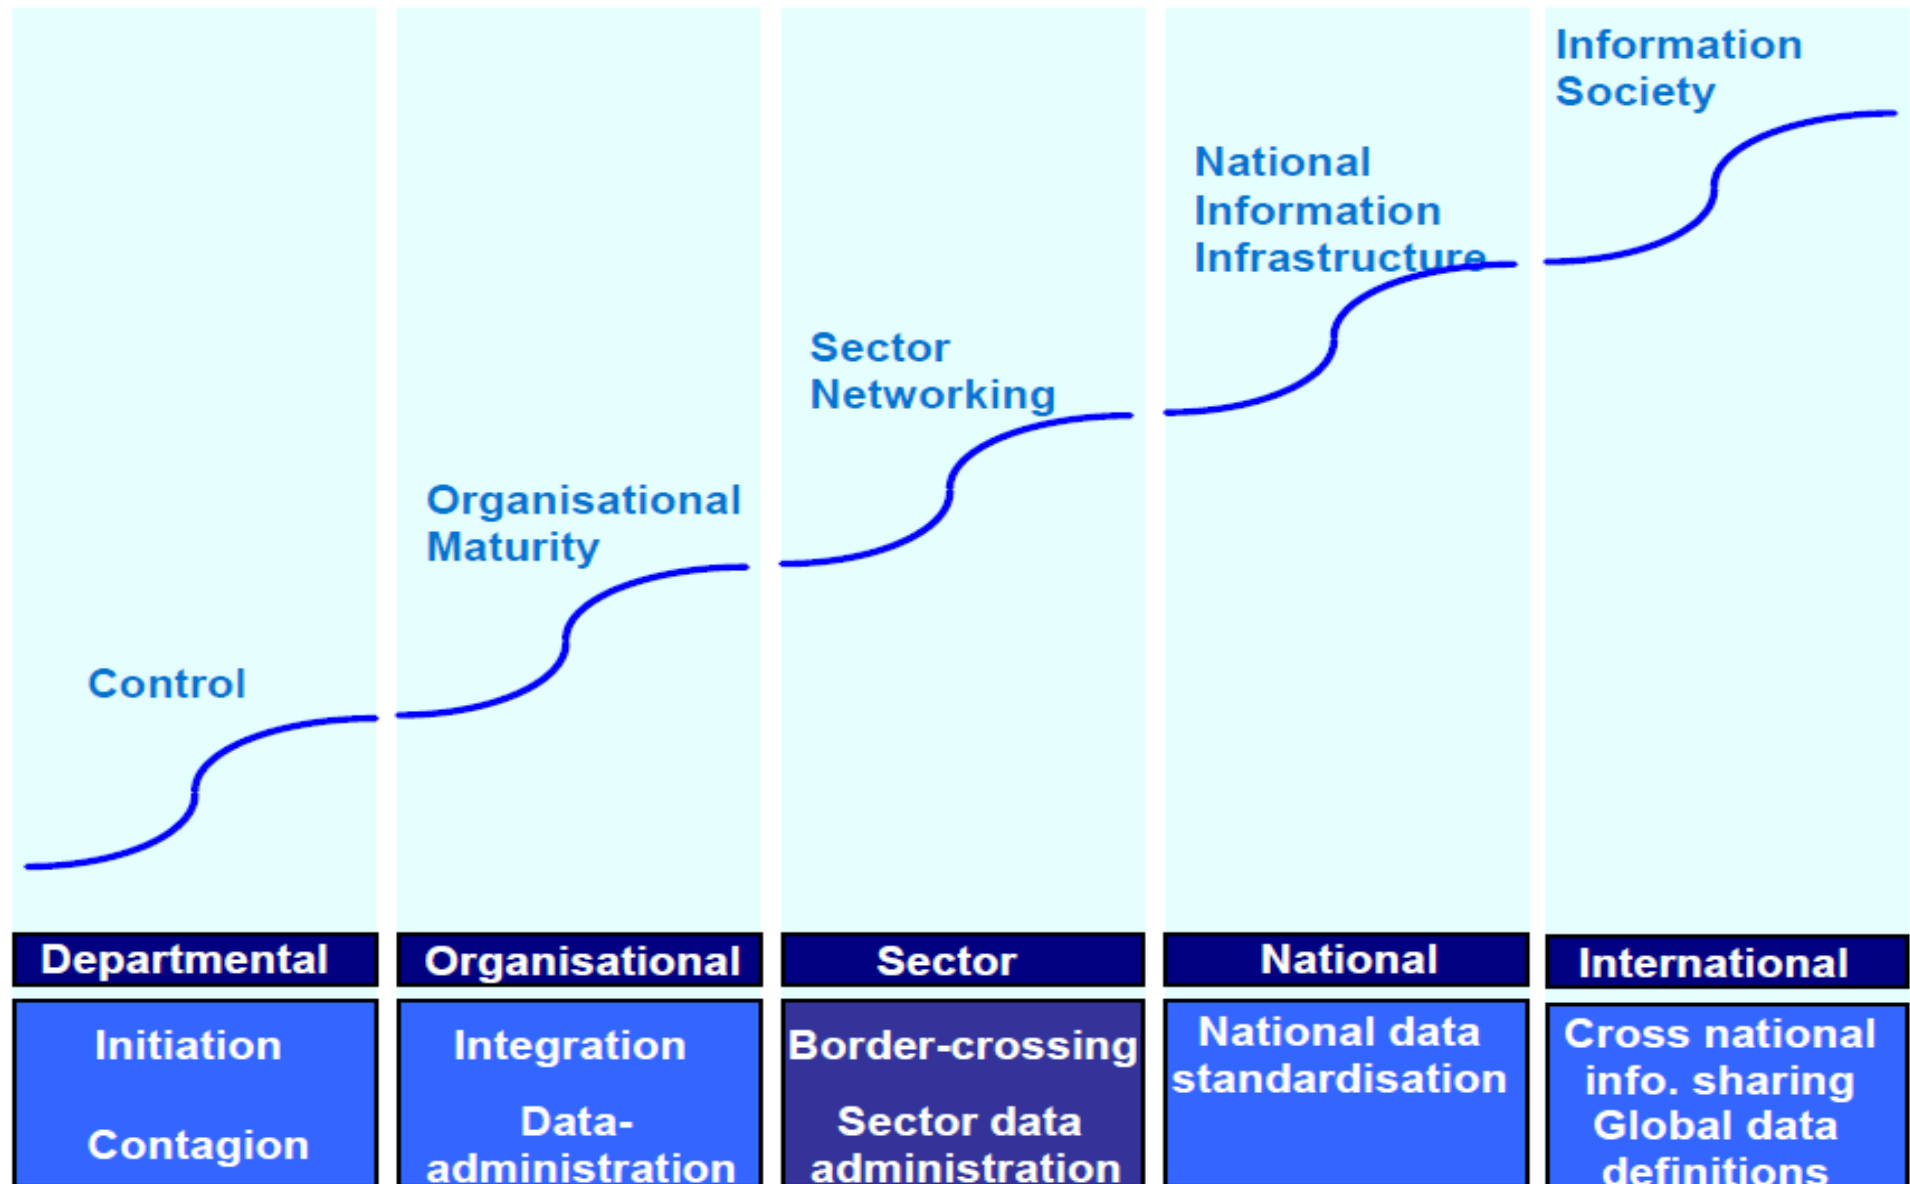 Information
Society
National
Information
Infrastructure
Sector
Networking
Organisational
Maturity
Control
Departmental
Organisational
Sector
National
International
Initiation
Contagion
Integration
Data-
administration
Border-crossing
Sector data
administration
National data
standardisation
Cross national
info. sharing
Global data
definitions